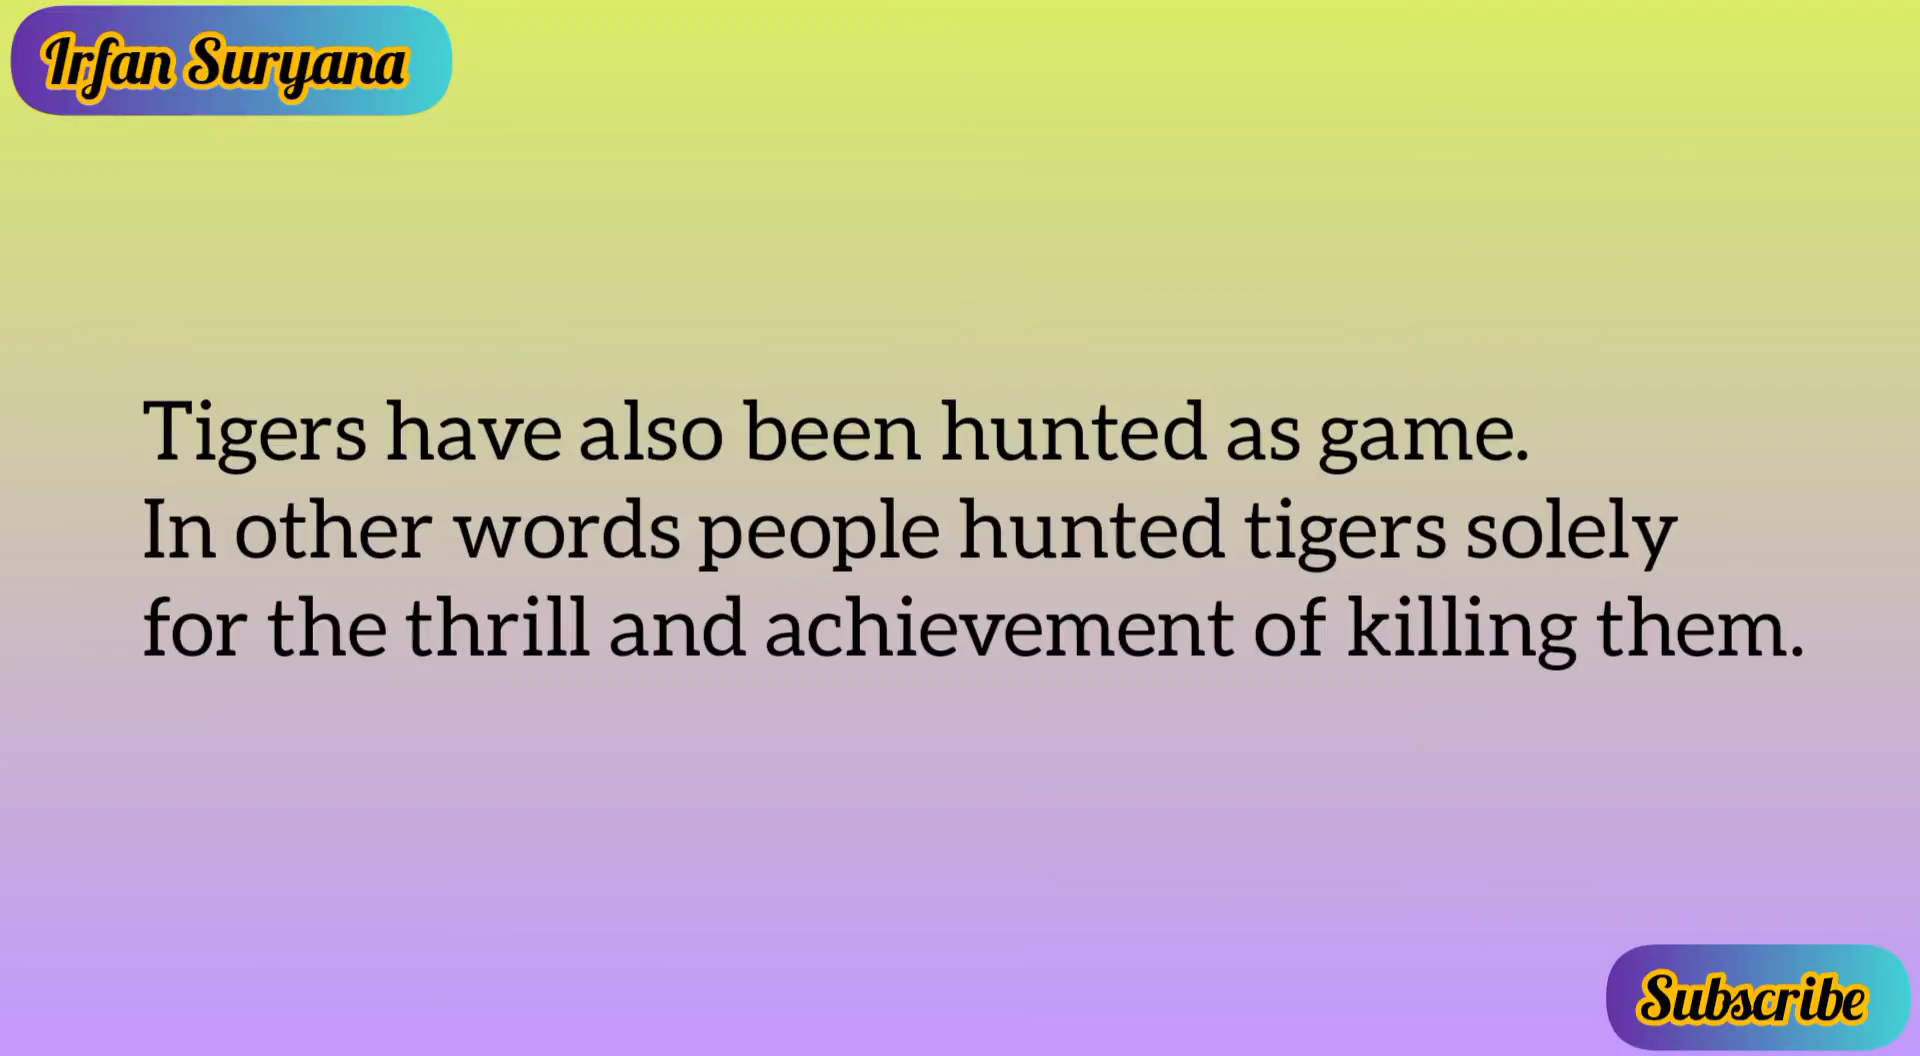 Irfan Suryana
Tigers have also been hunted as game.
In other words people hunted tigers solely
for the thrill and achievement of killing them.
Subscribe